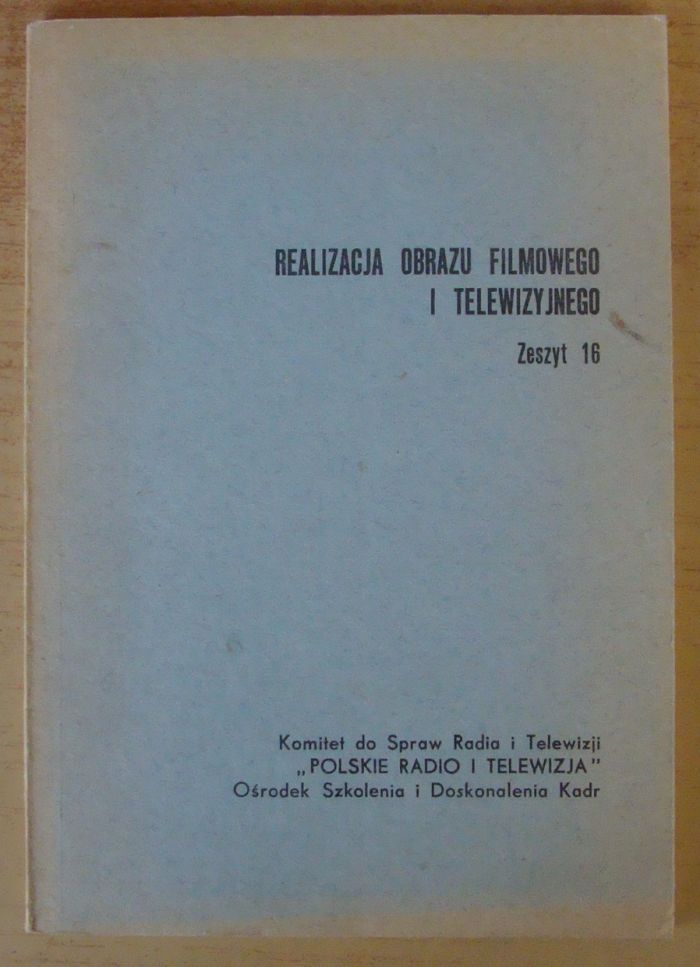 REALIZACJA OBRAZU FILMOWEGO
I TELEWIZYJNEGO
Zeszyt 16
Komitet do Spraw Radia i Telewizji
„POLSKIE RADIO I TELEWIZJA"
Ośrodek Szkolenia i Doskonalenia Kadr